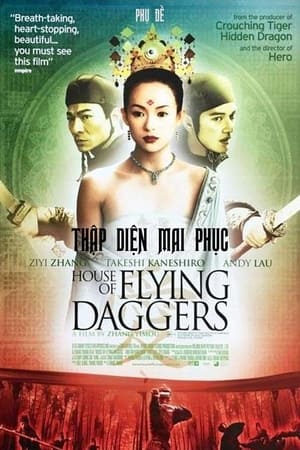 PHỤ ĐỀ
"Breath-taking,
heart-stopping,
beautiful...
you must see
this film"
empire
from the producer of
Crouching Tiger
Hidden Dragon
and the director of
Hero
THẬP DIỆN MAI PHỤC
ZIYI ZHANG TAKESHI KANESHIRO ANDY LAU
HOUSE OF FLYING
DAGGERS
A FILM BY ZHANG YIMOU